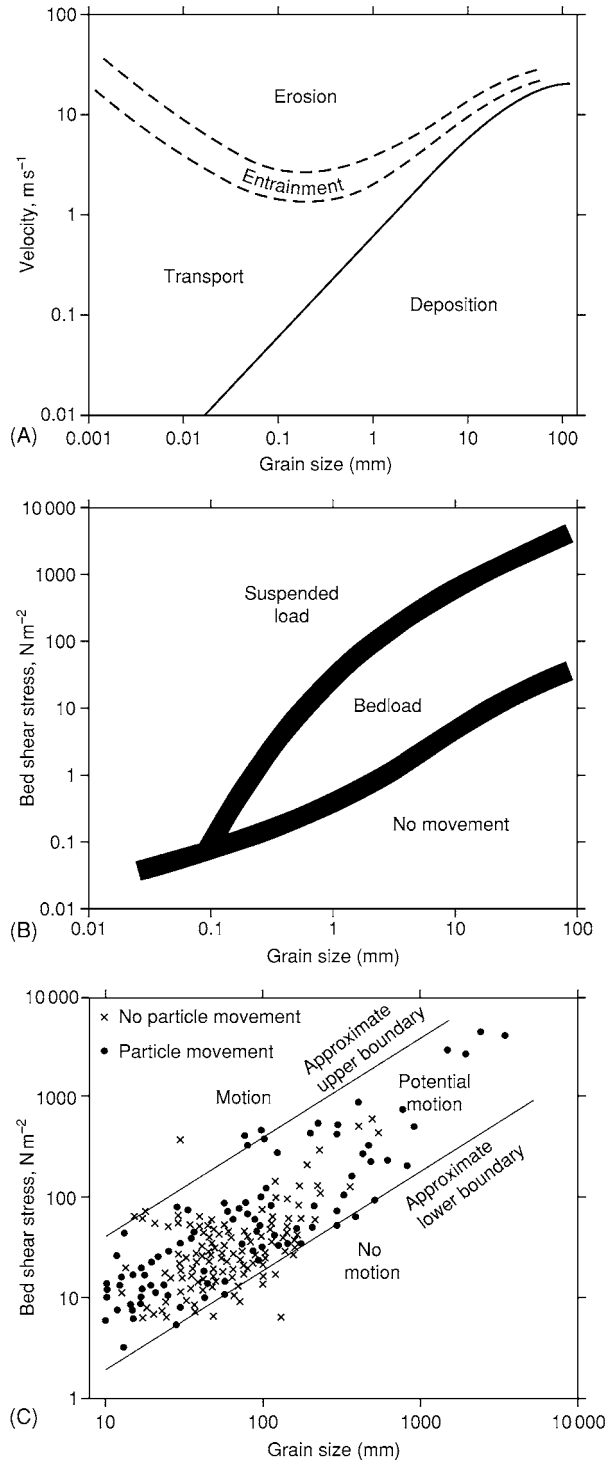 100
10
1
0.1
0.01
Velocity, m s⁻¹
Erosion
Entrainment
Transport
Deposition
(A)
0.001
0.01
0.1
1
10
100
Grain size (mm)
10 000
1000
100
10
1
0.1
0.01
Bed shear stress, N m⁻²
Suspended
load
Bedload
No movement
(B)
0.01
0.1
1
10
100
Grain size (mm)
10 000
1000
100
10
1
Bed shear stress, N m⁻²
× No particle movement
● Particle movement
Approximate
upper boundary
Motion
Potential
motion
Approximate
lower boundary
No
motion
(C)
10
100
1000
10 000
Grain size (mm)